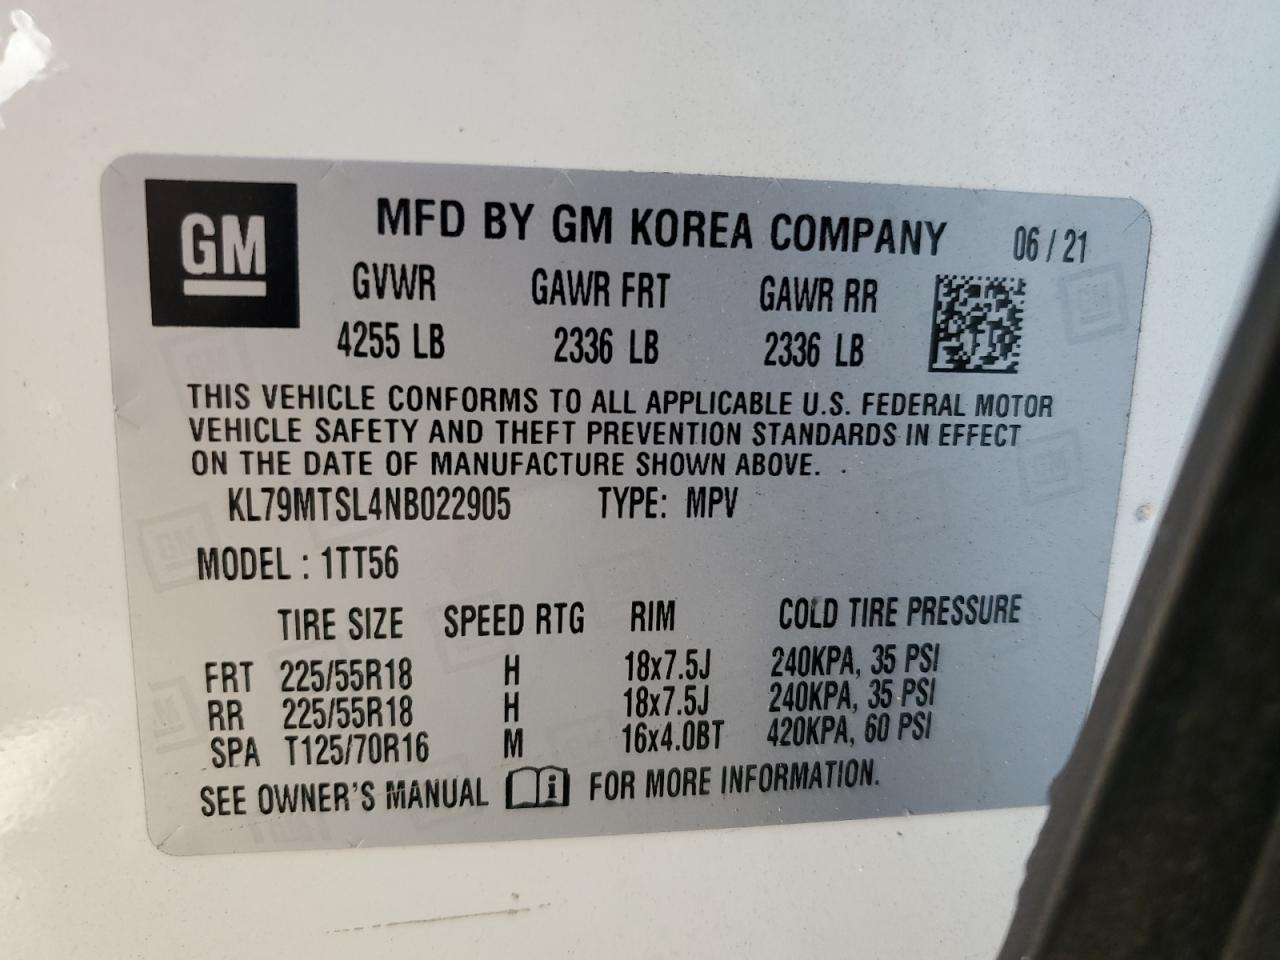 GM
MFD BY GM KOREA COMPANY 06 / 21
GVWR GAWR FRT GAWR RR
4255 LB 2336 LB 2336 LB
THIS VEHICLE CONFORMS TO ALL APPLICABLE U.S. FEDERAL MOTOR
VEHICLE SAFETY AND THEFT PREVENTION STANDARDS IN EFFECT
ON THE DATE OF MANUFACTURE SHOWN ABOVE.
KL79MTSL4NB022905 TYPE: MPV
MODEL : 1TT56
TIRE SIZE SPEED RTG RIM COLD TIRE PRESSURE
FRT 225/55R18 H 18x7.5J 240KPA, 35 PSI
RR 225/55R18 H 18x7.5J 240KPA, 35 PSI
SPA T125/70R16 M 16x4.0BT 420KPA, 60 PSI
SEE OWNER'S MANUAL FOR MORE INFORMATION.